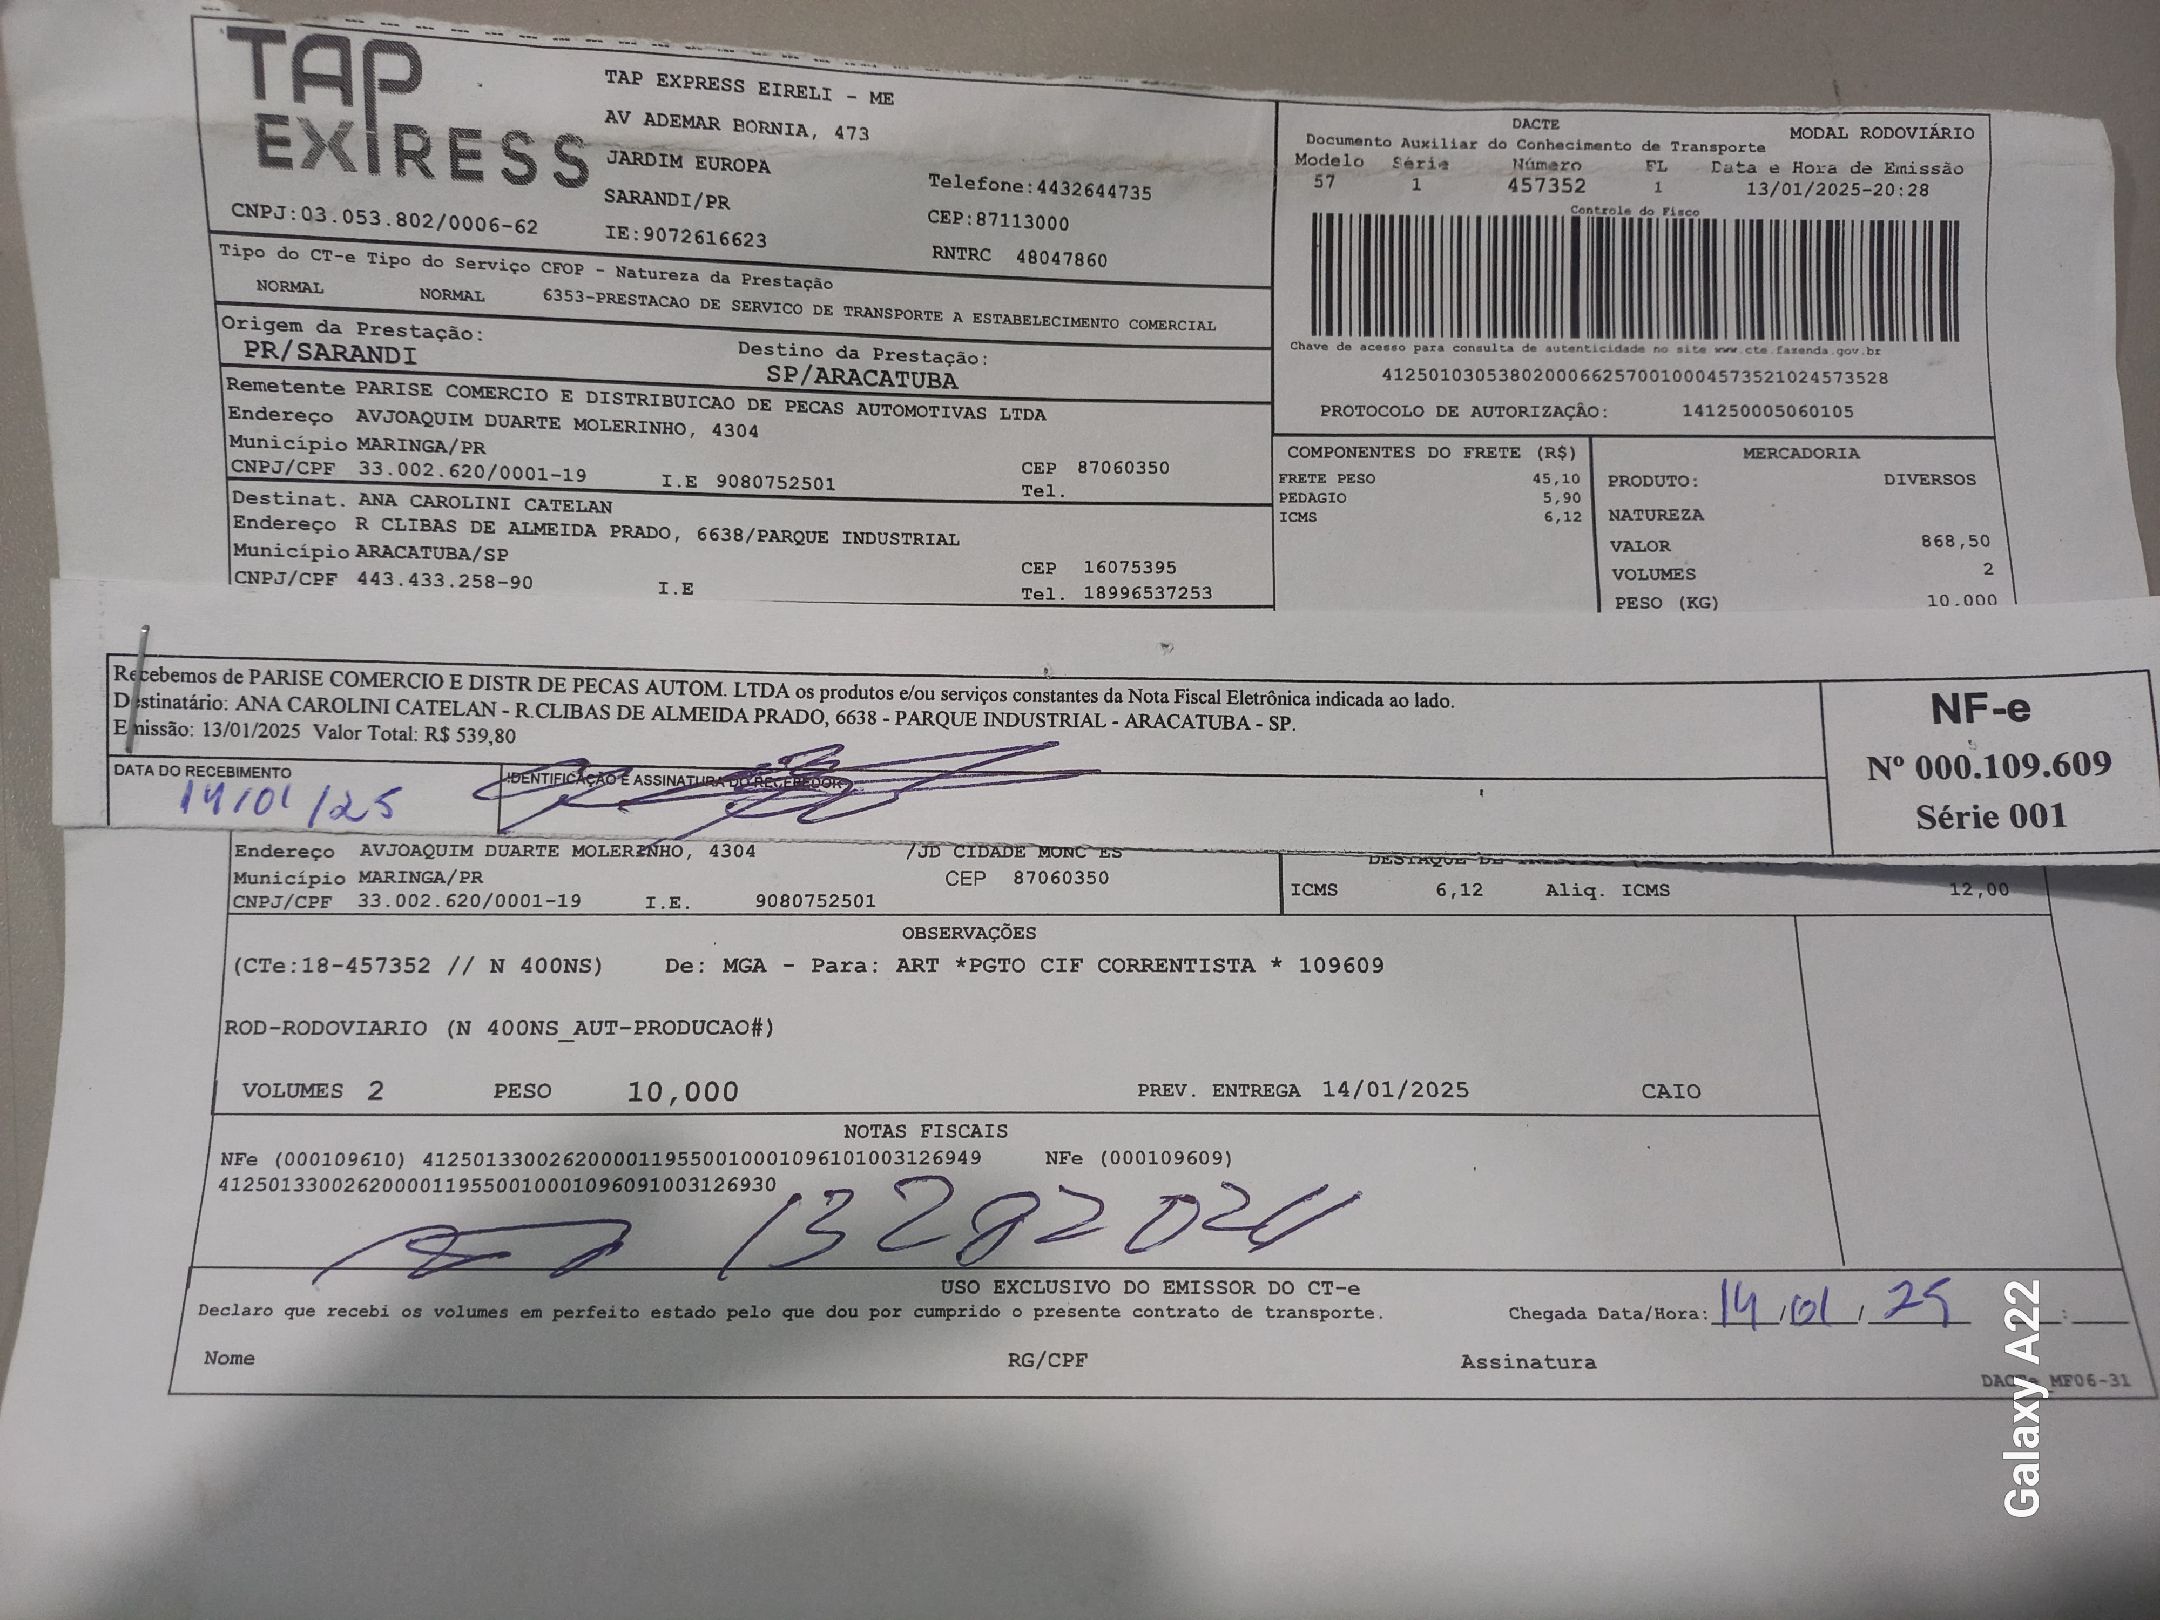 TAP EXPRESS
TAP EXPRESS EIRELI - ME
AV ADEMAR BORNIA, 473
JARDIM EUROPA
SARANDI/PR
IE:9072616623
Telefone:4432644735
CEP:87113000
RNTRC 48047860
CNPJ:03.053.802/0006-62
DACTE
MODAL RODOVIÁRIO
Documento Auxiliar do Conhecimento de Transporte
Modelo Série Número FL Data e Hora de Emissão
57 1 457352 1 13/01/2025-20:28
Controle do Fisco
Chave de acesso para consulta de autenticidade no site www.cte.fazenda.gov.br
41250103053802000662570010004573521024573528
PROTOCOLO DE AUTORIZAÇÃO: 141250005060105
Tipo do CT-e Tipo do Serviço CFOP - Natureza da Prestação
NORMAL NORMAL 6353-PRESTACAO DE SERVICO DE TRANSPORTE A ESTABELECIMENTO COMERCIAL
Origem da Prestação:
PR/SARANDI
Destino da Prestação:
SP/ARACATUBA
Remetente PARISE COMERCIO E DISTRIBUICAO DE PECAS AUTOMOTIVAS LTDA
Endereço AVJOAQUIM DUARTE MOLERINHO, 4304
Município MARINGA/PR
CNPJ/CPF 33.002.620/0001-19 I.E 9080752501
CEP 87060350
Tel.
Destinat. ANA CAROLINI CATELAN
Endereço R CLIBAS DE ALMEIDA PRADO, 6638/PARQUE INDUSTRIAL
Município ARACATUBA/SP
CNPJ/CPF 443.433.258-90 I.E
CEP 16075395
Tel. 18996537253
COMPONENTES DO FRETE (R$)
FRETE PESO 45,10
PEDAGIO 5,90
ICMS 6,12
MERCADORIA
PRODUTO: DIVERSOS
NATUREZA
VALOR 868,50
VOLUMES 2
PESO (KG) 10.000
Recebemos de PARISE COMERCIO E DISTR DE PECAS AUTOM. LTDA os produtos e/ou serviços constantes da Nota Fiscal Eletrônica indicada ao lado.
Destinatário: ANA CAROLINI CATELAN - R.CLIBAS DE ALMEIDA PRADO, 6638 - PARQUE INDUSTRIAL - ARACATUBA - SP.
Emissão: 13/01/2025 Valor Total: R$ 539,80
DATA DO RECEBIMENTO
14/01/25
IDENTIFICAÇÃO E ASSINATURA DO RECEBEDOR
NF-e
Nº 000.109.609
Série 001
Endereço AVJOAQUIM DUARTE MOLERINHO, 4304 /JD CIDADE MONC ES
Município MARINGA/PR CEP 87060350
CNPJ/CPF 33.002.620/0001-19 I.E. 9080752501
ICMS 6,12 Aliq. ICMS 12,00
OBSERVAÇÕES
(CTe:18-457352 // N 400NS) De: MGA - Para: ART *PGTO CIF CORRENTISTA * 109609
ROD-RODOVIARIO (N 400NS_AUT-PRODUCAO#)
VOLUMES 2 PESO 10,000 PREV. ENTREGA 14/01/2025 CAIO
NOTAS FISCAIS
NFe (000109610) 41250133002620000119550010001096101003126949 NFe (000109609)
41250133002620000119550010001096091003126930
USO EXCLUSIVO DO EMISSOR DO CT-e
Declaro que recebi os volumes em perfeito estado pelo que dou por cumprido o presente contrato de transporte.
Chegada Data/Hora: 14/01/25 :
Nome RG/CPF Assinatura
MF06-31
Galaxy A22